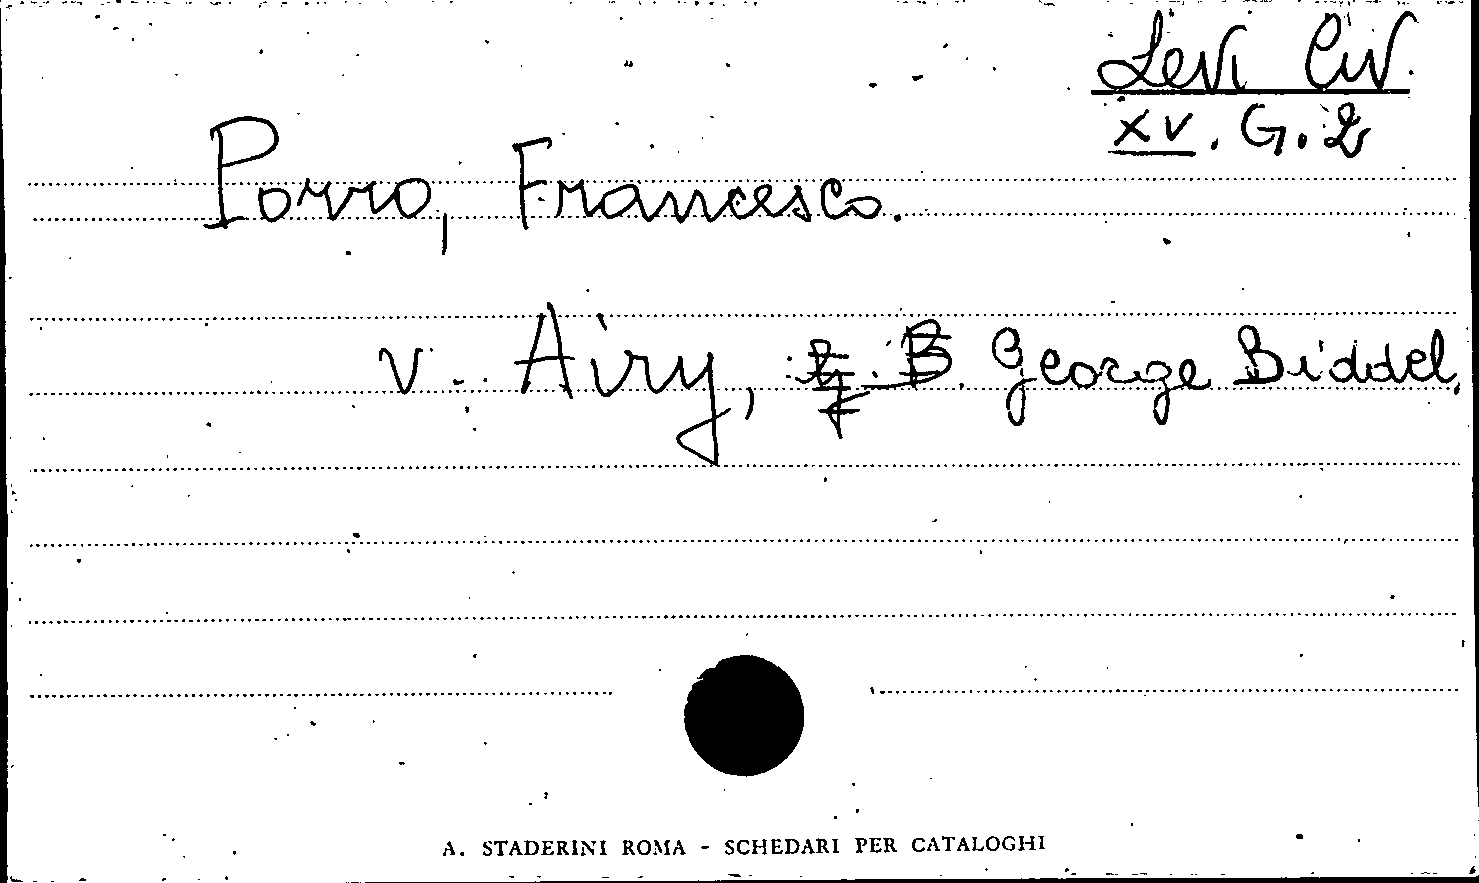 Levi Civ.
XV. G. 2
Porro, Francesco.
v. Airy, G. B. George Biddel.
A. STADERINI ROMA - SCHEDARI PER CATALOGHI